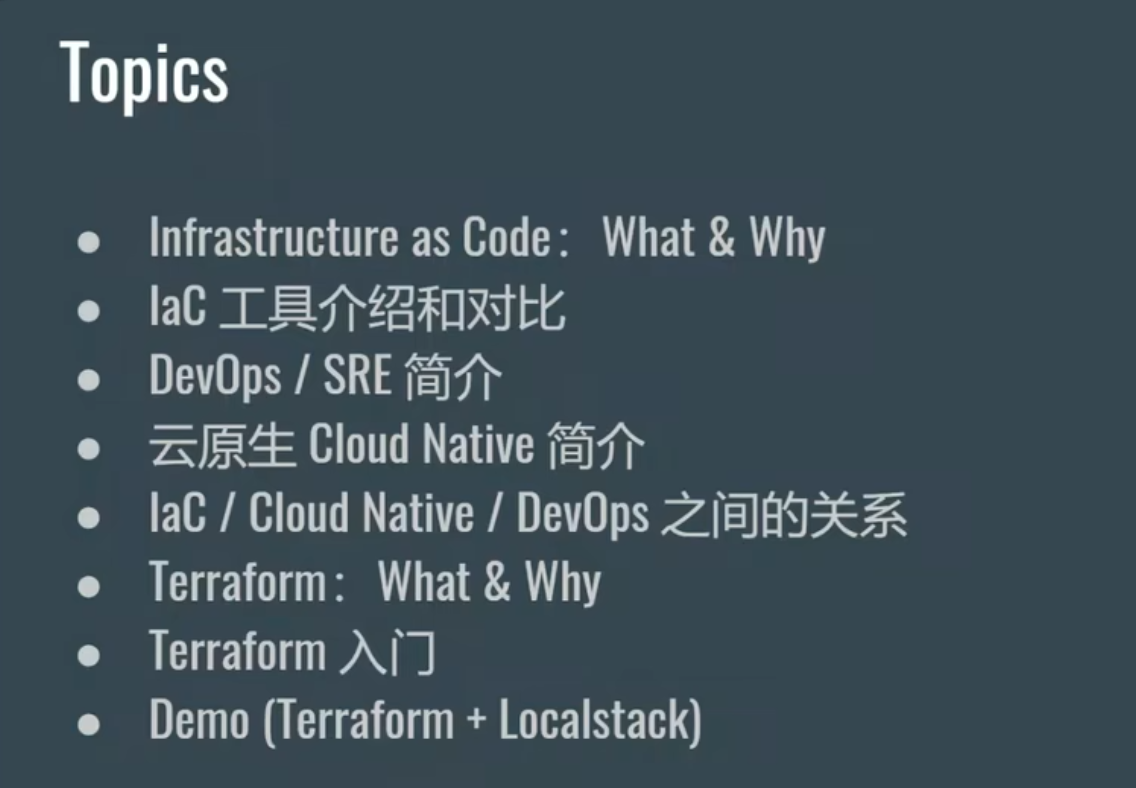 Topics
Infrastructure as Code： What & Why
IaC 工具介绍和对比
DevOps / SRE 简介
云原生 Cloud Native 简介
IaC / Cloud Native / DevOps 之间的关系
Terraform： What & Why
Terraform 入门
Demo (Terraform + Localstack)